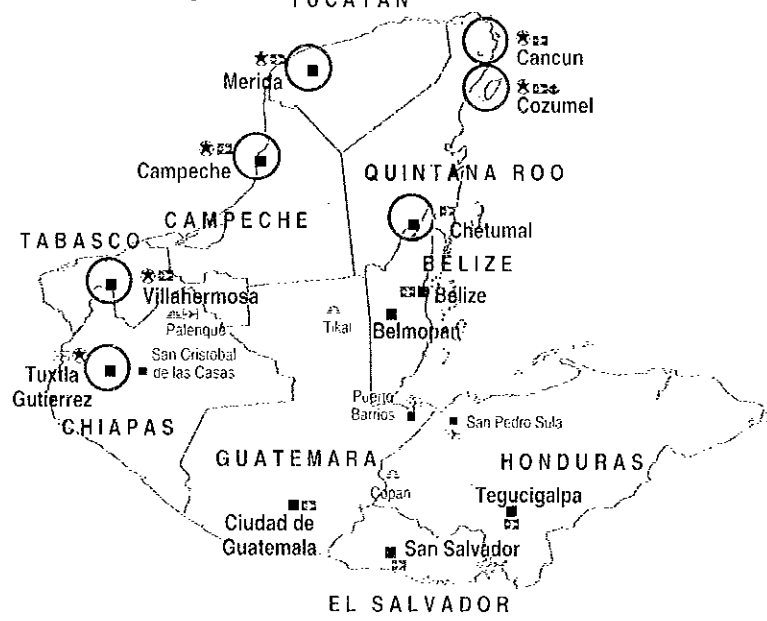 YUCATAN
Cancun
Merida
Cozumel
Campeche
QUINTANA ROO
CAMPECHE
Chetumal
TABASCO
BELIZE
Villahermosa
Belize
Palenque
Tikal
Belmopan
San Cristobal
de las Casas
Tuxtla
Gutierrez
Puerto
Barrios
San Pedro Sula
CHIAPAS
GUATEMARA
HONDURAS
Copan
Tegucigalpa
Ciudad de
Guatemala
San Salvador
EL SALVADOR